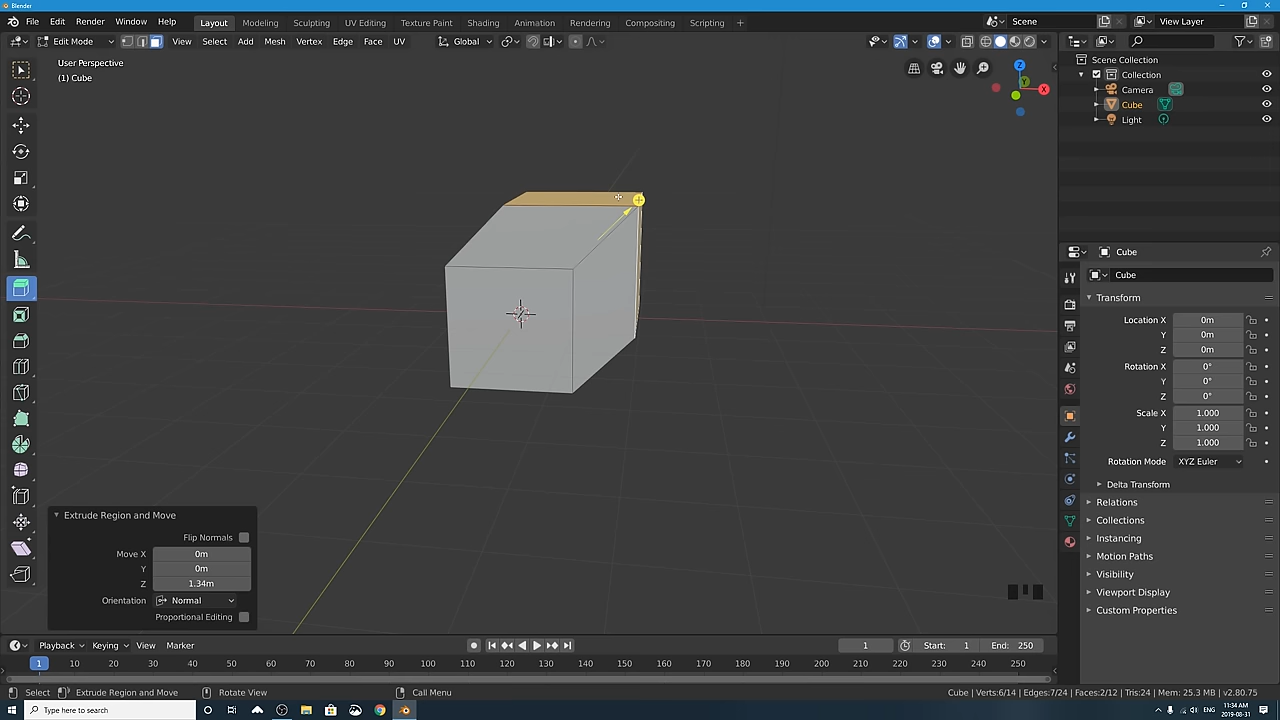 Blender
File Edit Render Window Help Layout Modeling Sculpting UV Editing Texture Paint Shading Animation Rendering Compositing Scripting + Scene View Layer
Edit Mode View Select Add Mesh Vertex Edge Face UV Global
User Perspective
(1) Cube
Z
Y
X
Scene Collection
Collection
Camera
Cube
Light
Cube
Cube
Transform
Location X 0m
Y 0m
Z 0m
Rotation X 0°
Y 0°
Z 0°
Scale X 1.000
Y 1.000
Z 1.000
Rotation Mode XYZ Euler
Delta Transform
Relations
Collections
Instancing
Motion Paths
Visibility
Viewport Display
Custom Properties
Extrude Region and Move
Flip Normals
Move X 0m
Y 0m
Z 1.34m
Orientation Normal
Proportional Editing
Playback Keying View Marker 1 Start: 1 End: 250
1 10 20 30 40 50 60 70 80 90 100 110 120 130 140 150 160 170 180 190 200 210 220 230 240 250
Select Extrude Region and Move Rotate View Call Menu Cube | Verts:6/14 | Edges:7/24 | Faces:2/12 | Tris:24 | Mem: 25.3 MB | v2.80.75
Type here to search ENG 11:34 AM
2019-08-31